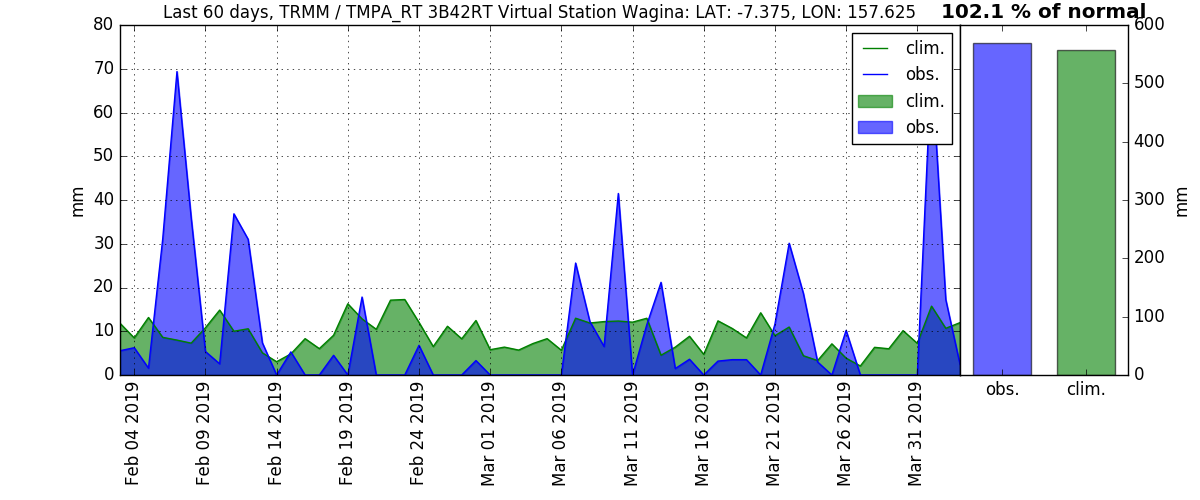 Last 60 days, TRMM / TMPA_RT 3B42RT Virtual Station Wagina: LAT: -7.375, LON: 157.625
102.1 % of normal
80
70
60
50
40
30
20
10
0
mm
clim.
obs.
clim.
obs.
600
500
400
300
200
100
0
mm
obs.
clim.
Feb 04 2019
Feb 09 2019
Feb 14 2019
Feb 19 2019
Feb 24 2019
Mar 01 2019
Mar 06 2019
Mar 11 2019
Mar 16 2019
Mar 21 2019
Mar 26 2019
Mar 31 2019